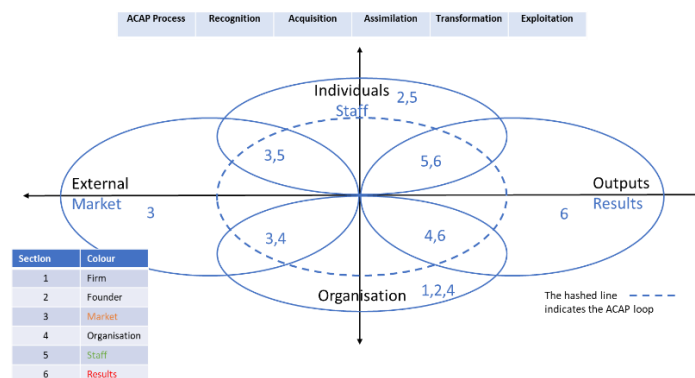 ACAP Process Recognition Acquisition Assimilation Transformation Exploitation
Individuals
Staff
2,5
3,5
5,6
External
Market
3
Outputs
Results
6
3,4
4,6
Organisation
1,2,4
Section Colour
1 Firm
2 Founder
3 Market
4 Organisation
5 Staff
6 Results
The hashed line
indicates the ACAP loop